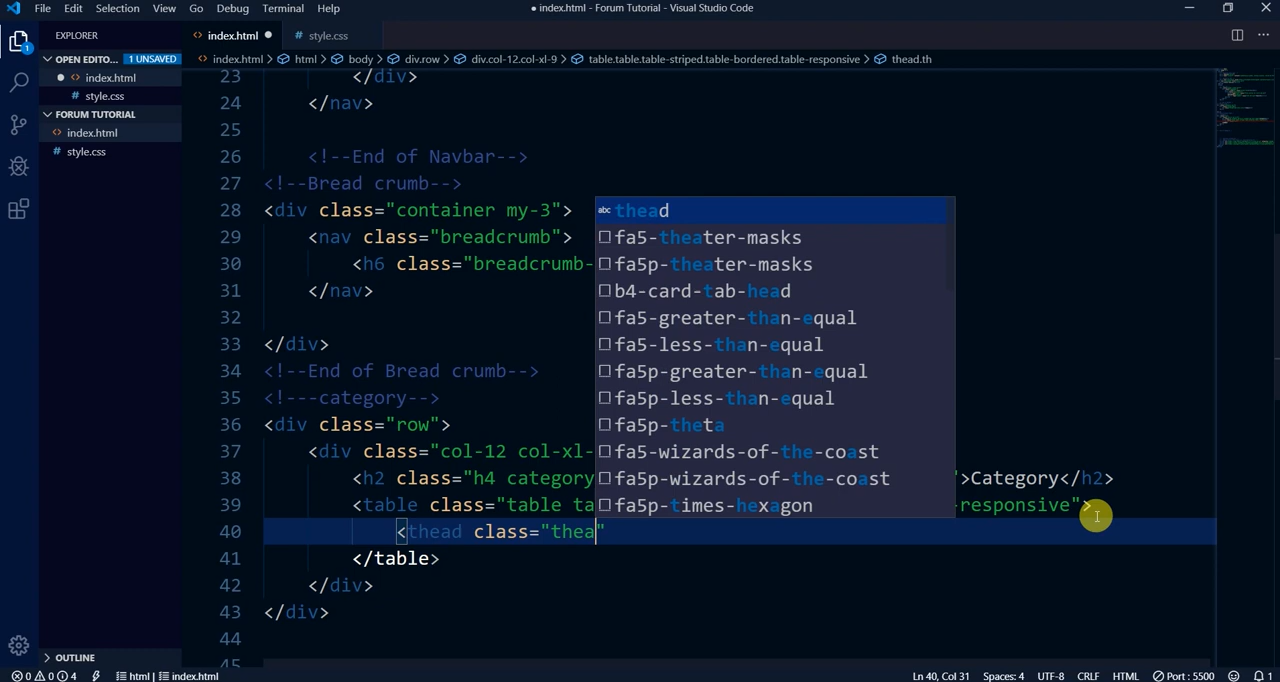 File Edit Selection View Go Debug Terminal Help
● index.html - Forum Tutorial - Visual Studio Code
EXPLORER
OPEN EDITO... 1 UNSAVED
● <> index.html
# style.css
FORUM TUTORIAL
<> index.html
# style.css
OUTLINE
<> index.html ●
# style.css
<> index.html > html > body > div.row > div.col-12.col-xl-9 > table.table.table-striped.table-bordered.table-responsive > thead.th
23 </div>
24 </nav>
25
26 <!--End of Navbar-->
27 <!--Bread crumb-->
28 <div class="container my-3">
29 <nav class="breadcrumb">
30 <h6 class="breadcrumb-
31 </nav>
32
33 </div>
34 <!--End of Bread crumb-->
35 <!---category-->
36 <div class="row">
37 <div class="col-12 col-xl-
38 <h2 class="h4 category ">Category</h2>
39 <table class="table ta -responsive">
40 <thead class="thea"
41 </table>
42 </div>
43 </div>
44
45
abc thead
fa5-theater-masks
fa5p-theater-masks
b4-card-tab-head
fa5-greater-than-equal
fa5-less-than-equal
fa5p-greater-than-equal
fa5p-less-than-equal
fa5p-theta
fa5-wizards-of-the-coast
fa5p-wizards-of-the-coast
fa5p-times-hexagon
1
0 0 4 html | index.html
Ln 40, Col 31 Spaces: 4 UTF-8 CRLF HTML Port : 5500 1